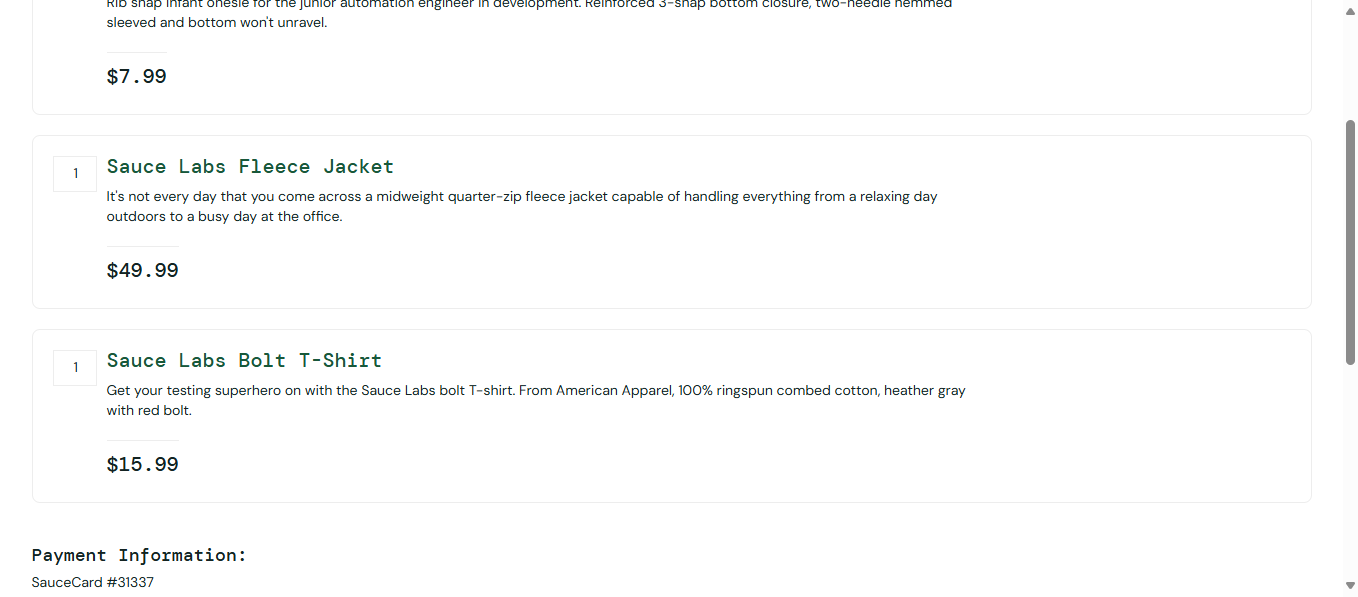 Rib snap infant onesie for the junior automation engineer in development. Reinforced 3-snap bottom closure, two-needle hemmed
sleeved and bottom won't unravel.
$7.99
1
Sauce Labs Fleece Jacket
It's not every day that you come across a midweight quarter-zip fleece jacket capable of handling everything from a relaxing day
outdoors to a busy day at the office.
$49.99
1
Sauce Labs Bolt T-Shirt
Get your testing superhero on with the Sauce Labs bolt T-shirt. From American Apparel, 100% ringspun combed cotton, heather gray
with red bolt.
$15.99
Payment Information:
SauceCard #31337